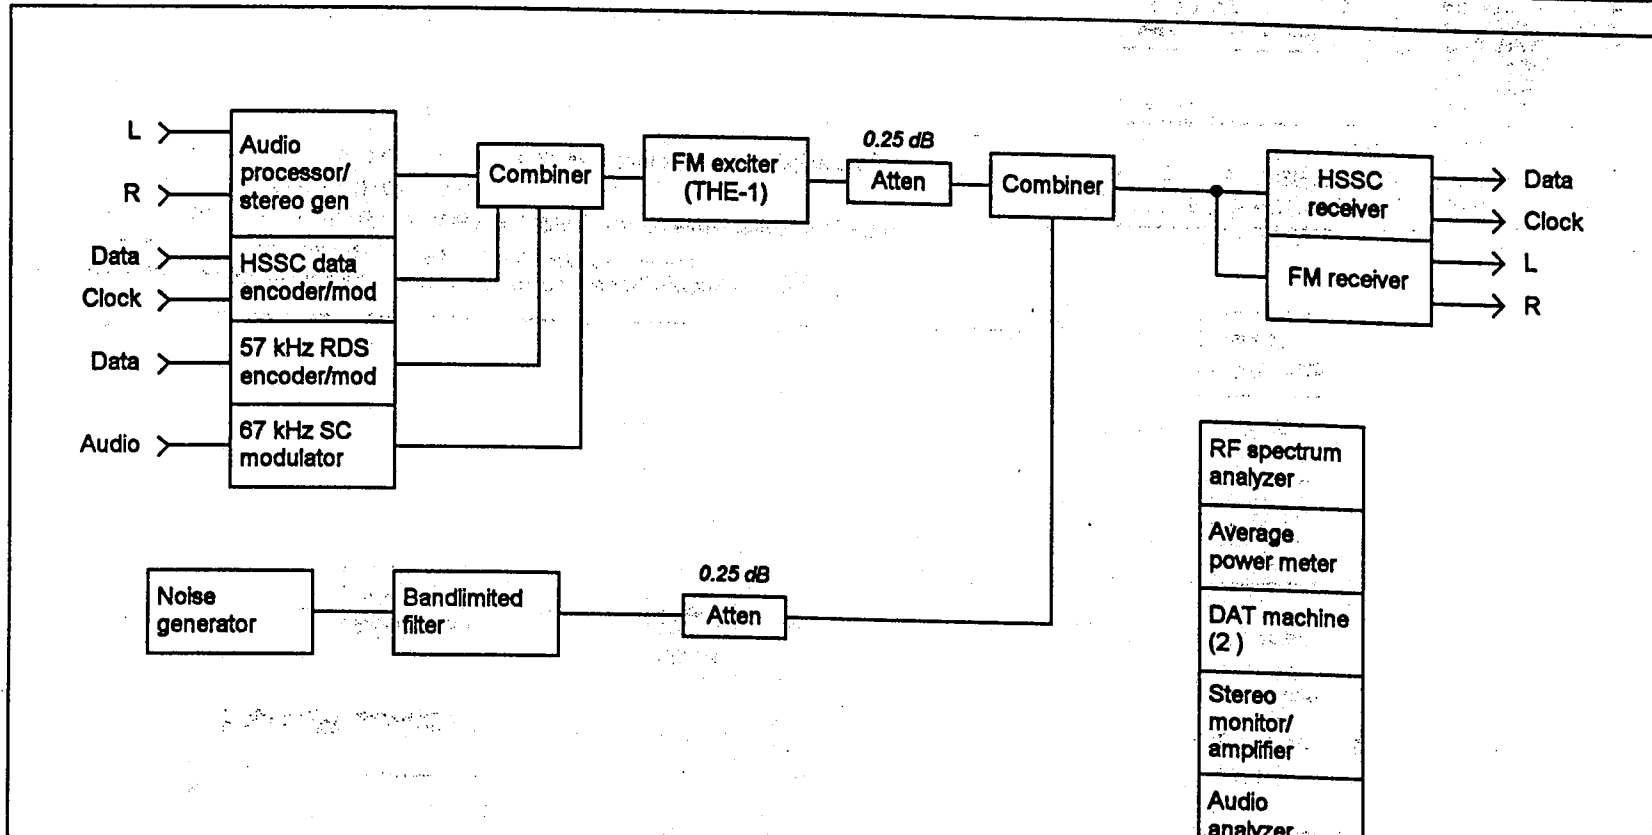 L
R
Data
Clock
Data
Audio
Audio
processor/
stereo gen
HSSC data
encoder/mod
57 kHz RDS
encoder/mod
67 kHz SC
modulator
Combiner
FM exciter
(THE-1)
0.25 dB
Atten
Combiner
HSSC
receiver
FM receiver
Data
Clock
L
R
Noise
generator
Bandlimited
filter
0.25 dB
Atten
RF spectrum
analyzer
Average
power meter
DAT machine
(2 )
Stereo
monitor/
amplifier
Audio
analyzer